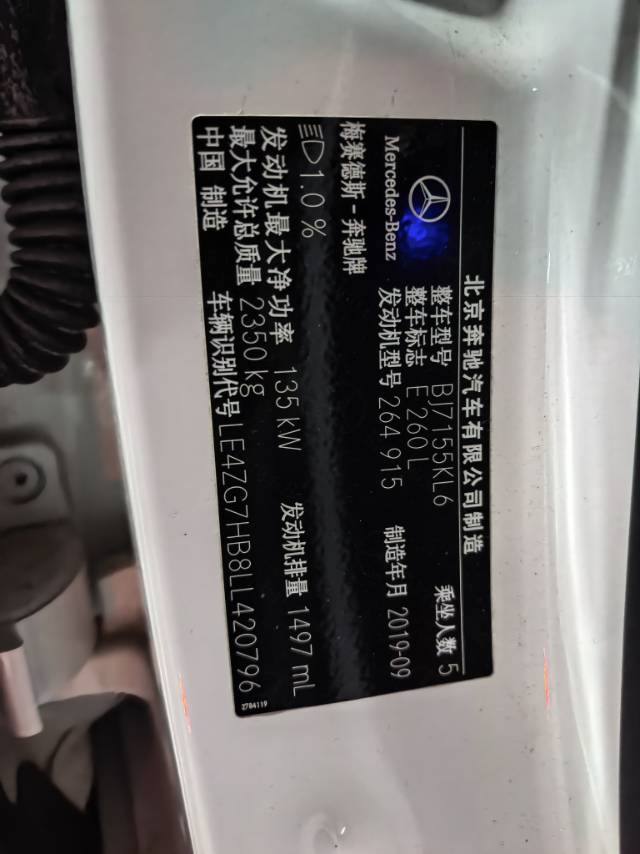 北京奔驰汽车有限公司制造
Mercedes-Benz
梅赛德斯-奔驰牌
整车型号 BJ7155KL6 乘坐人数 5
整车标志 E 260 L
发动机型号 264 915 制造年月 2019-09
1.0 %
发动机最大净功率 135 kW 发动机排量 1497 mL
最大允许总质量 2350 kg
中国 制造 车辆识别代号 LE4ZG7HB8LL420796
2784119